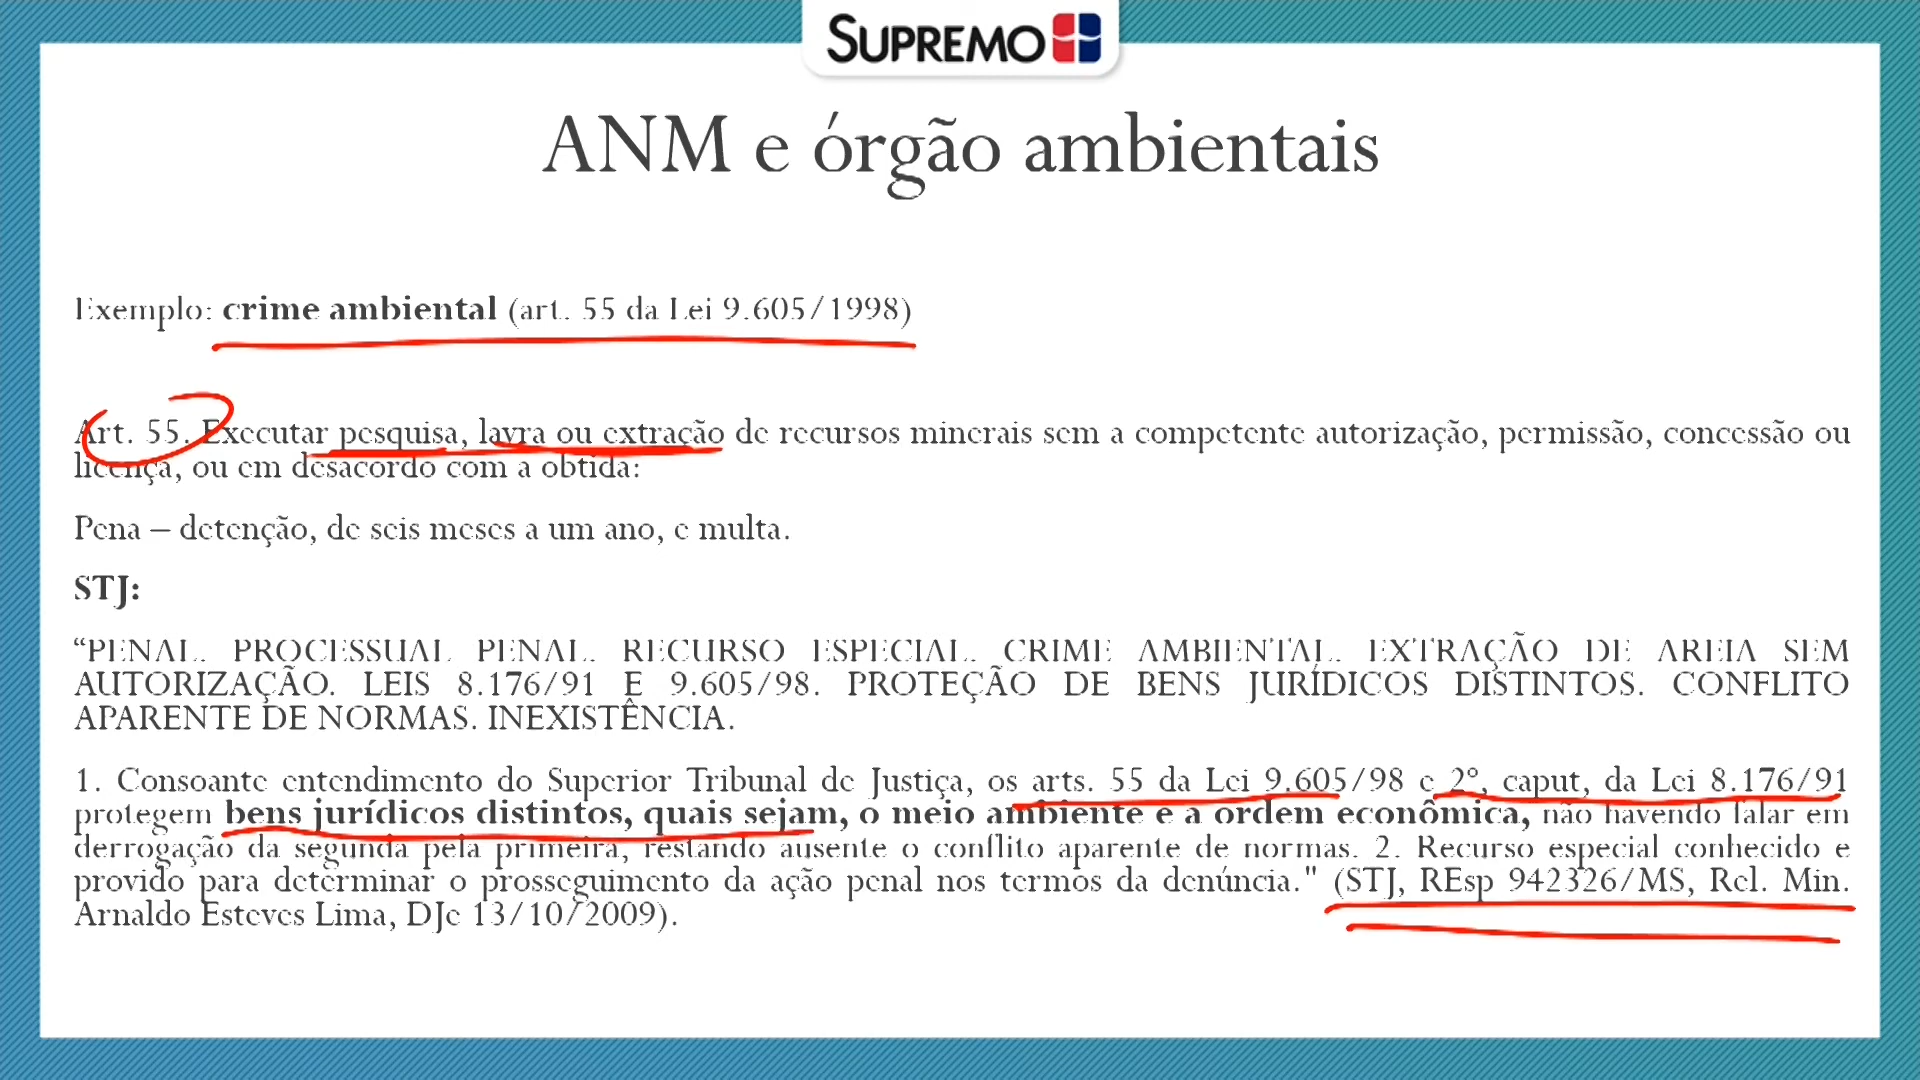 SUPREMO
ANM e órgão ambientais
Exemplo: crime ambiental (art. 55 da Lei 9.605/1998)
Art. 55. Executar pesquisa, lavra ou extração de recursos minerais sem a competente autorização, permissão, concessão ou
licença, ou em desacordo com a obtida:
Pena – detenção, de seis meses a um ano, e multa.
STJ:
“PENAL. PROCESSUAL PENAL. RECURSO ESPECIAL. CRIME AMBIENTAL. EXTRAÇÃO DE AREIA SEM
AUTORIZAÇÃO. LEIS 8.176/91 E 9.605/98. PROTEÇÃO DE BENS JURÍDICOS DISTINTOS. CONFLITO
APARENTE DE NORMAS. INEXISTÊNCIA.
1. Consoante entendimento do Superior Tribunal de Justiça, os arts. 55 da Lei 9.605/98 e 2º, caput, da Lei 8.176/91
protegem bens jurídicos distintos, quais sejam, o meio ambiente e a ordem econômica, não havendo falar em
derrogação da segunda pela primeira, restando ausente o conflito aparente de normas. 2. Recurso especial conhecido e
provido para determinar o prosseguimento da ação penal nos termos da denúncia." (STJ, REsp 942326/MS, Rel. Min.
Arnaldo Esteves Lima, DJe 13/10/2009).